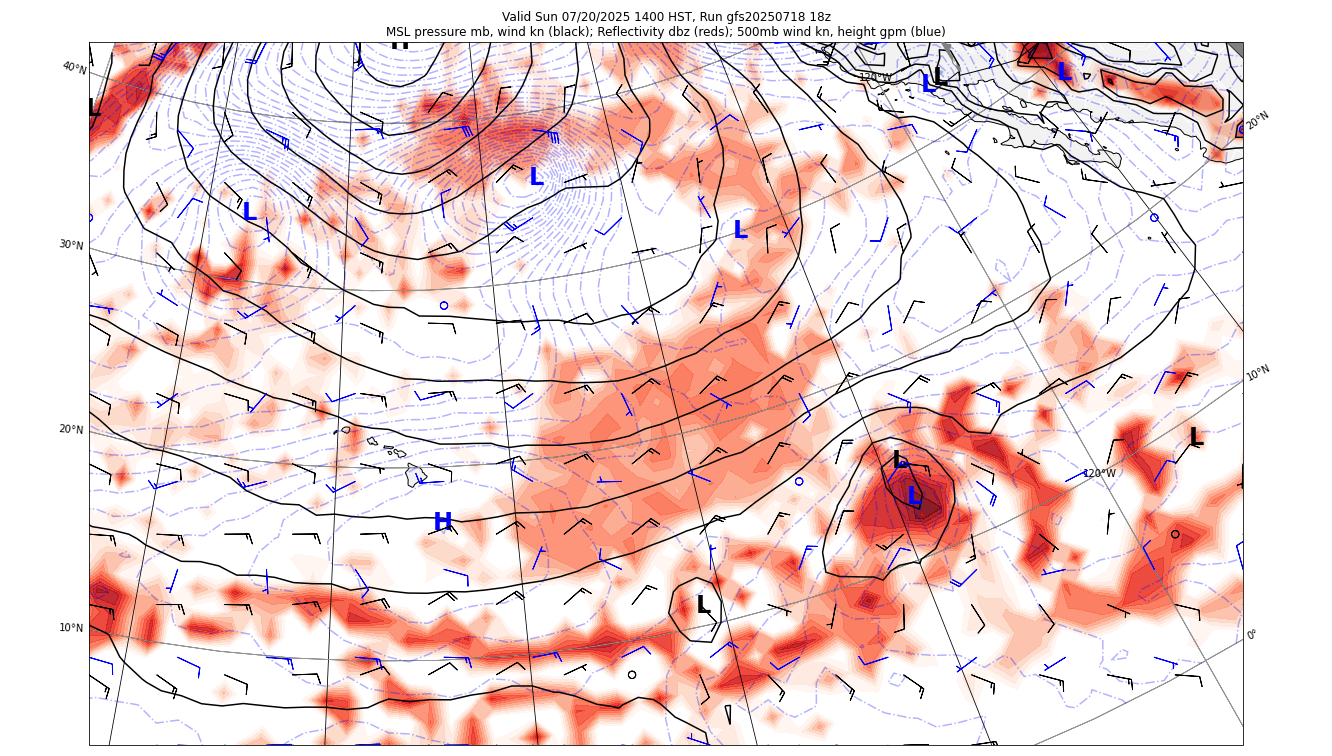 Valid Sun 07/20/2025 1400 HST, Run gfs20250718 18z
MSL pressure mb, wind kn (black); Reflectivity dbz (reds); 500mb wind kn, height gpm (blue)
H
40°N
120°W
L
L
L
20°N
L
L
L
L
30°N
10°N
20°N
L
L
120°W
L
H
L
10°N
0°